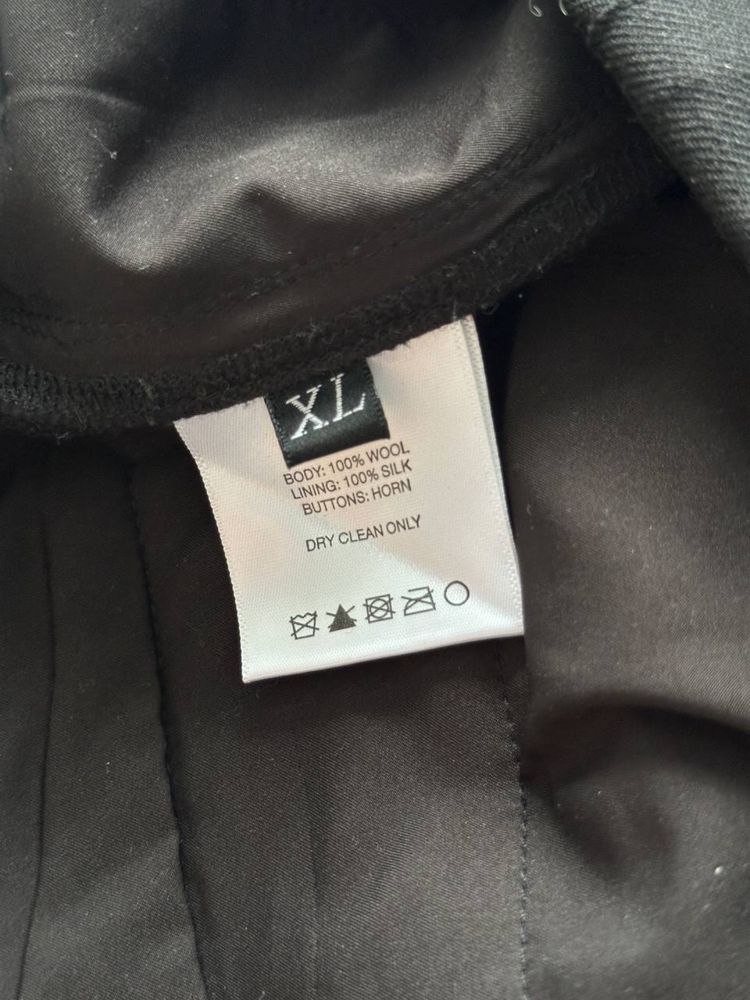 XL
BODY: 100% WOOL
LINING: 100% SILK
BUTTONS: HORN
DRY CLEAN ONLY